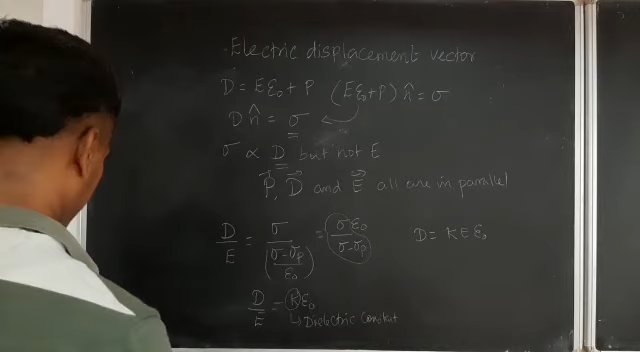 Electric displacement vector
D = Eε₀ + P (Eε₀+P) n̂ = σ
D n̂ = σ
σ ∝ D but not E
P⃗, D⃗ and E⃗ all are in parallel
D/E = σ/((σ-σp)/ε₀) = σε₀/(σ-σp) D = KEε₀
D/E = Kε₀
↳ Dielectric Constat